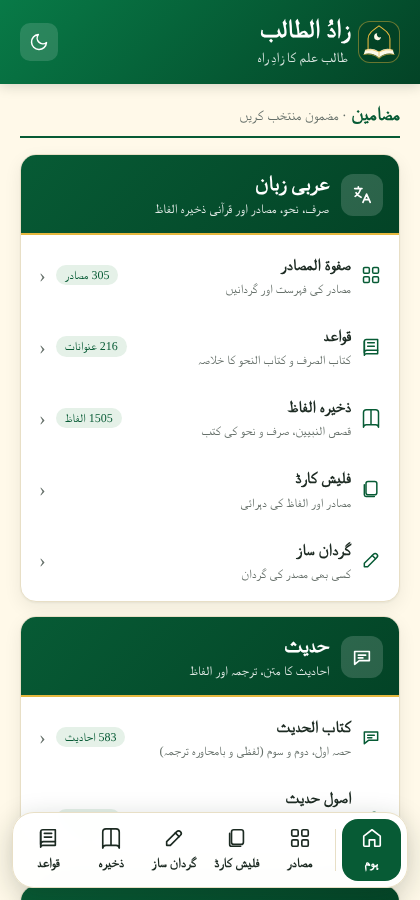 زادُ الطالب
طالب علم کا زادِ راہ
مضامین · مضمون منتخب کریں
عربی زبان
صرف، نحو، مصادر اور قرآنی ذخیرہ الفاظ
صفوة المصادر
مصادر کی فہرست اور گردانیں
305 مصادر
قواعد
کتاب الصرف و کتاب النحو کا خلاصہ
216 عنوانات
ذخیرہ الفاظ
قصص النبیین، صرف و نحو کی کتب
1505 الفاظ
فلیش کارڈ
مصادر اور الفاظ کی دہرائی
گردان ساز
کسی بھی مصدر کی گردان
حدیث
احادیث کا متن، ترجمہ اور الفاظ
کتاب الحدیث
حصہ اول، دوم و سوم (لفظی و بامحاورہ ترجمہ)
583 احادیث
اصول حدیث
ہوم
مصادر
فلیش کارڈ
گردان ساز
ذخیرہ
قواعد